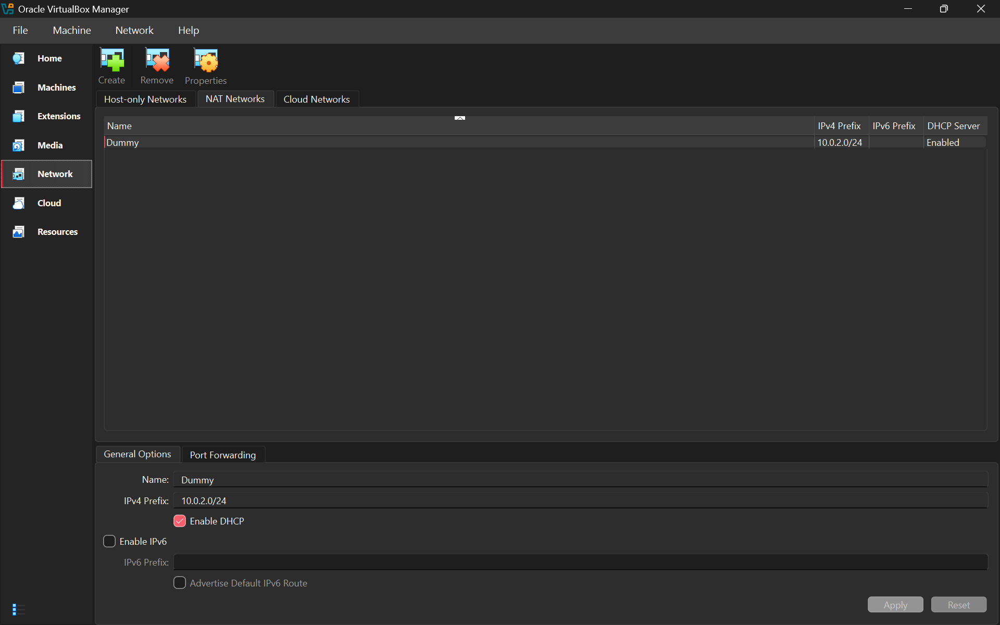 Oracle VirtualBox Manager
File Machine Network Help
Home
Machines
Extensions
Media
Network
Cloud
Resources
Create Remove Properties
Host-only Networks NAT Networks Cloud Networks
Name IPv4 Prefix IPv6 Prefix DHCP Server
Dummy 10.0.2.0/24 Enabled
General Options Port Forwarding
Name: Dummy
IPv4 Prefix: 10.0.2.0/24
Enable DHCP
Enable IPv6
IPv6 Prefix:
Advertise Default IPv6 Route
Apply Reset